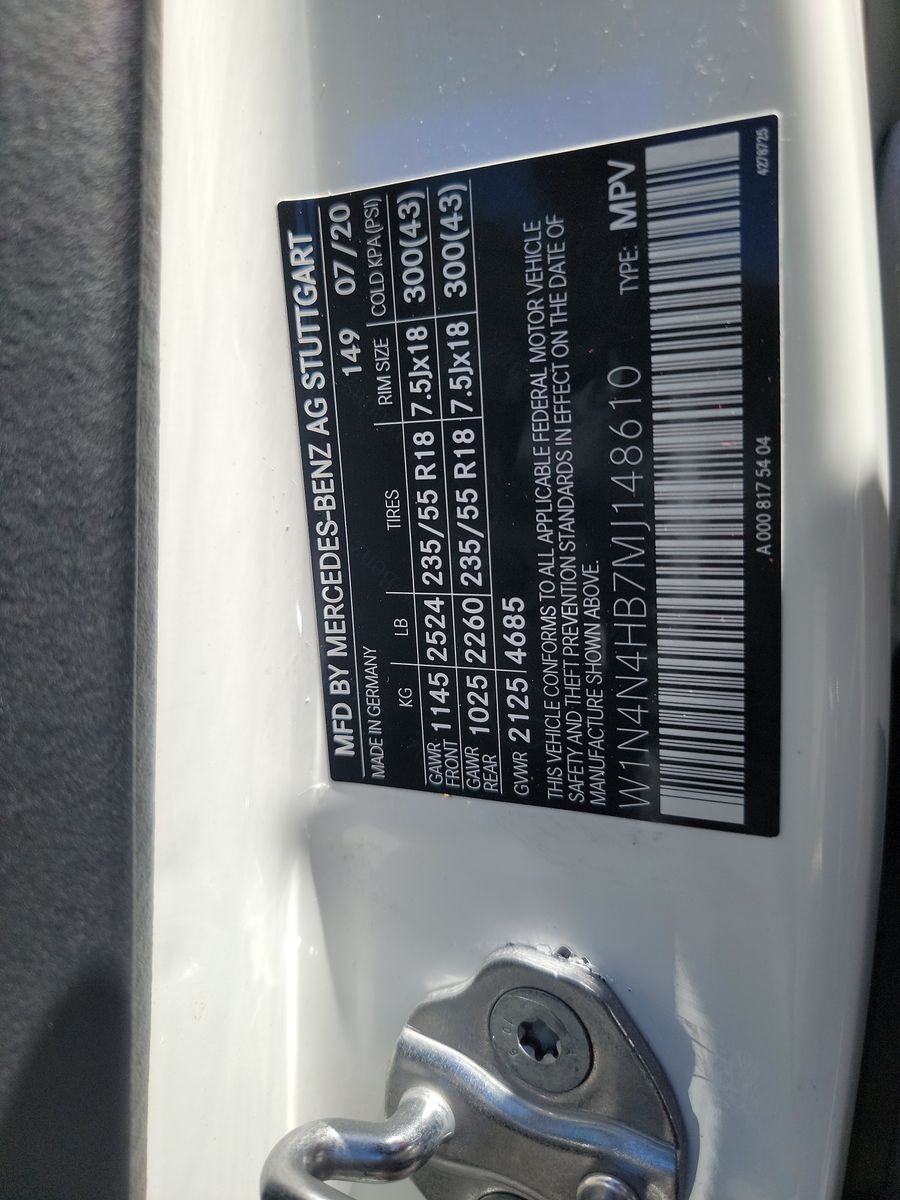 MFD BY MERCEDES-BENZ AG STUTTGART
MADE IN GERMANY 149 07/20
KG LB TIRES RIM SIZE COLD KPA(PSI)
GAWR FRONT 1145 2524 235/55 R18 7.5Jx18 300(43)
GAWR REAR 1025 2260 235/55 R18 7.5Jx18 300(43)
GVWR 2125 4685
THIS VEHICLE CONFORMS TO ALL APPLICABLE FEDERAL MOTOR VEHICLE
SAFETY AND THEFT PREVENTION STANDARDS IN EFFECT ON THE DATE OF
MANUFACTURE SHOWN ABOVE.
W1N4N4HB7MJ148610 TYPE: MPV
A 000 817 54 04 4276725